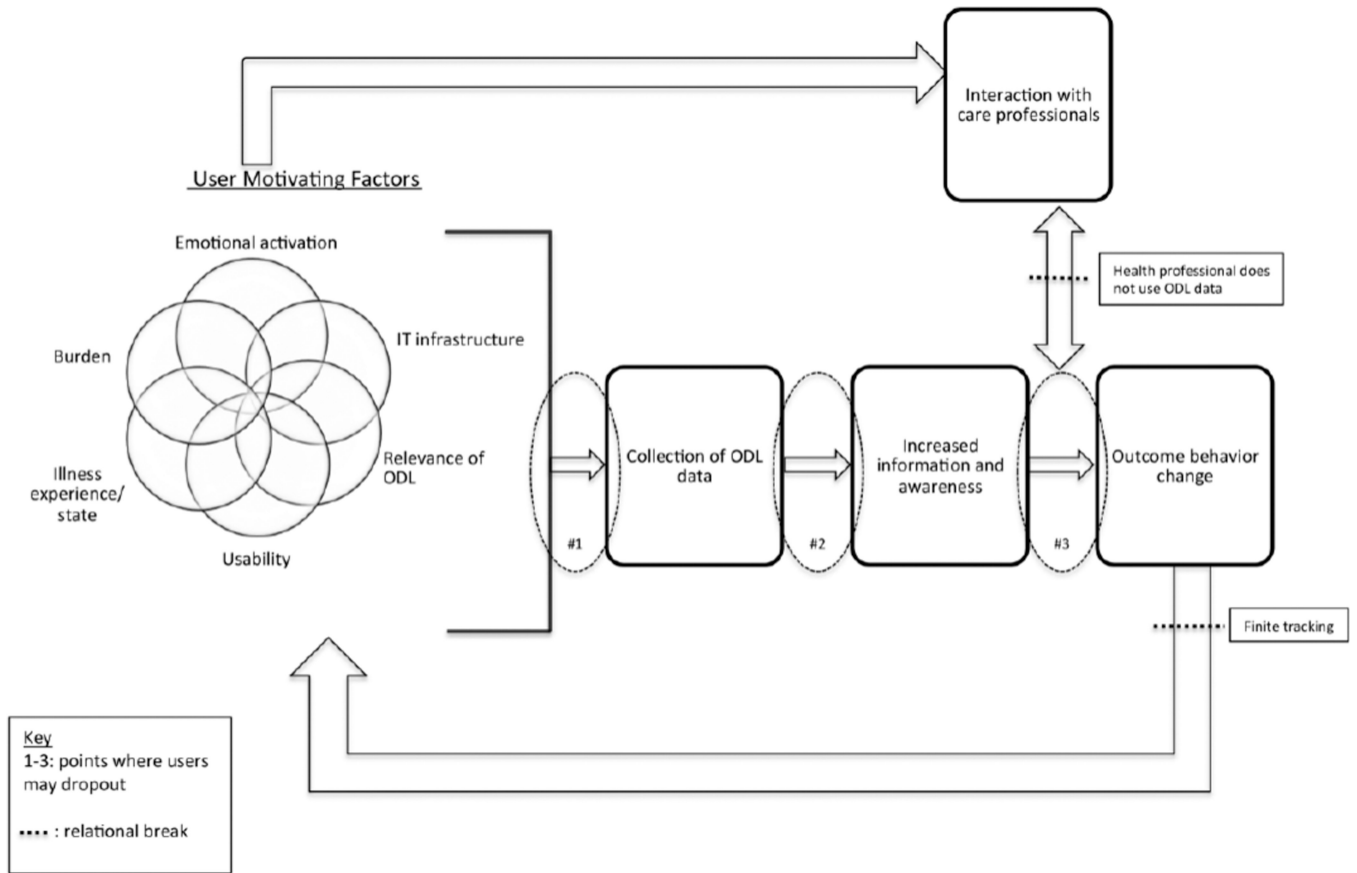 Interaction with
care professionals
User Motivating Factors
Emotional activation
Burden
IT infrastructure
Illness
experience/
state
Relevance of
ODL
Usability
#1
Collection of ODL
data
#2
Increased
information and
awareness
#3
Outcome behavior
change
Health professional does
not use ODL data
Finite tracking
Key
1-3: points where users
may dropout
: relational break